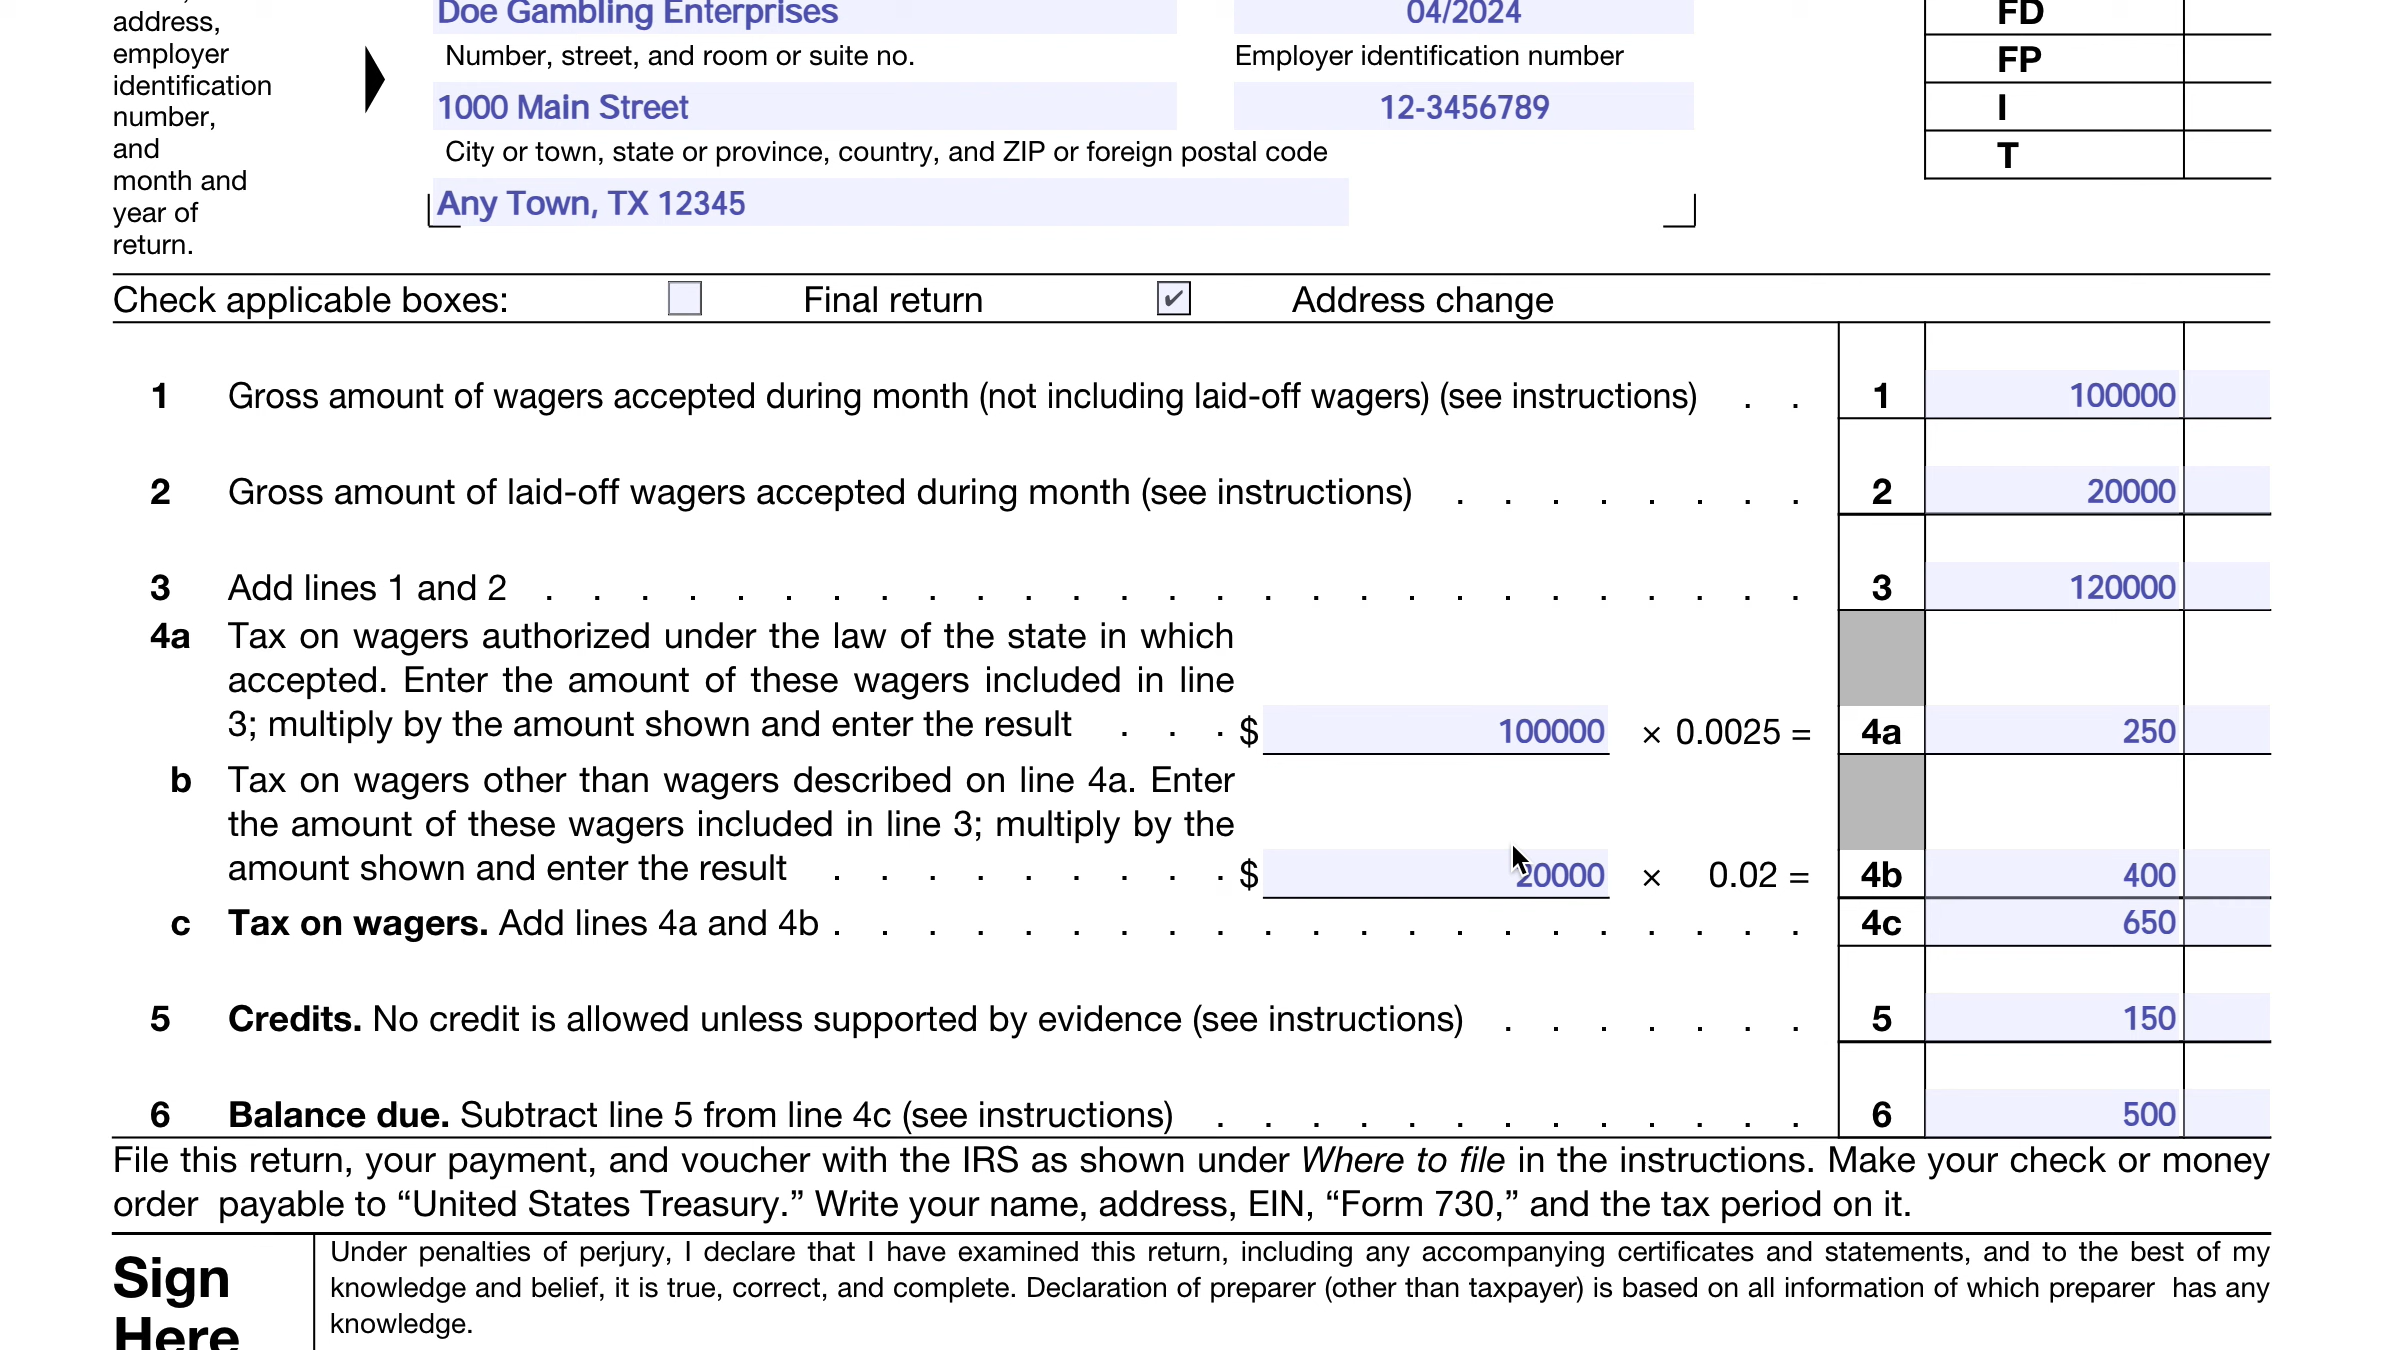 address,
employer
identification
number,
and
month and
year of
return.
Doe Gambling Enterprises 04/2024
Number, street, and room or suite no. Employer identification number
1000 Main Street 12-3456789
City or town, state or province, country, and ZIP or foreign postal code
Any Town, TX 12345
FD
FP
I
T
Check applicable boxes: Final return ✔ Address change
1 Gross amount of wagers accepted during month (not including laid-off wagers) (see instructions) . . 1 100000
2 Gross amount of laid-off wagers accepted during month (see instructions) . . . . . . . . 2 20000
3 Add lines 1 and 2 . . . . . . . . . . . . . . . . . . . . . . . . . . . 3 120000
4a Tax on wagers authorized under the law of the state in which
accepted. Enter the amount of these wagers included in line
3; multiply by the amount shown and enter the result . . . $ 100000 × 0.0025 = 4a 250
b Tax on wagers other than wagers described on line 4a. Enter
the amount of these wagers included in line 3; multiply by the
amount shown and enter the result . . . . . . . . . $ 20000 × 0.02 = 4b 400
c Tax on wagers. Add lines 4a and 4b . . . . . . . . . . . . . . . . . . . . . 4c 650
5 Credits. No credit is allowed unless supported by evidence (see instructions) . . . . . . . 5 150
6 Balance due. Subtract line 5 from line 4c (see instructions) . . . . . . . . . . . . . 6 500
File this return, your payment, and voucher with the IRS as shown under Where to file in the instructions. Make your check or money
order payable to “United States Treasury.” Write your name, address, EIN, “Form 730,” and the tax period on it.
Sign
Here
Under penalties of perjury, I declare that I have examined this return, including any accompanying certificates and statements, and to the best of my
knowledge and belief, it is true, correct, and complete. Declaration of preparer (other than taxpayer) is based on all information of which preparer has any
knowledge.